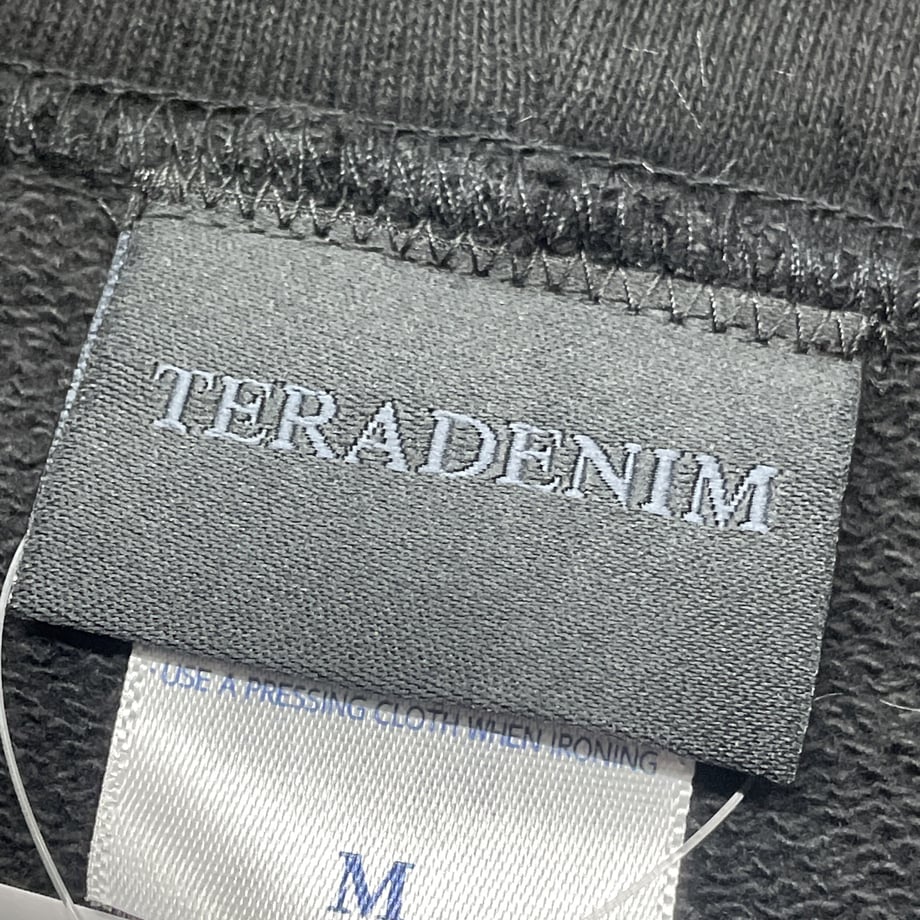 TERADENIM
USE A PRESSING CLOTH WHEN IRONING
M